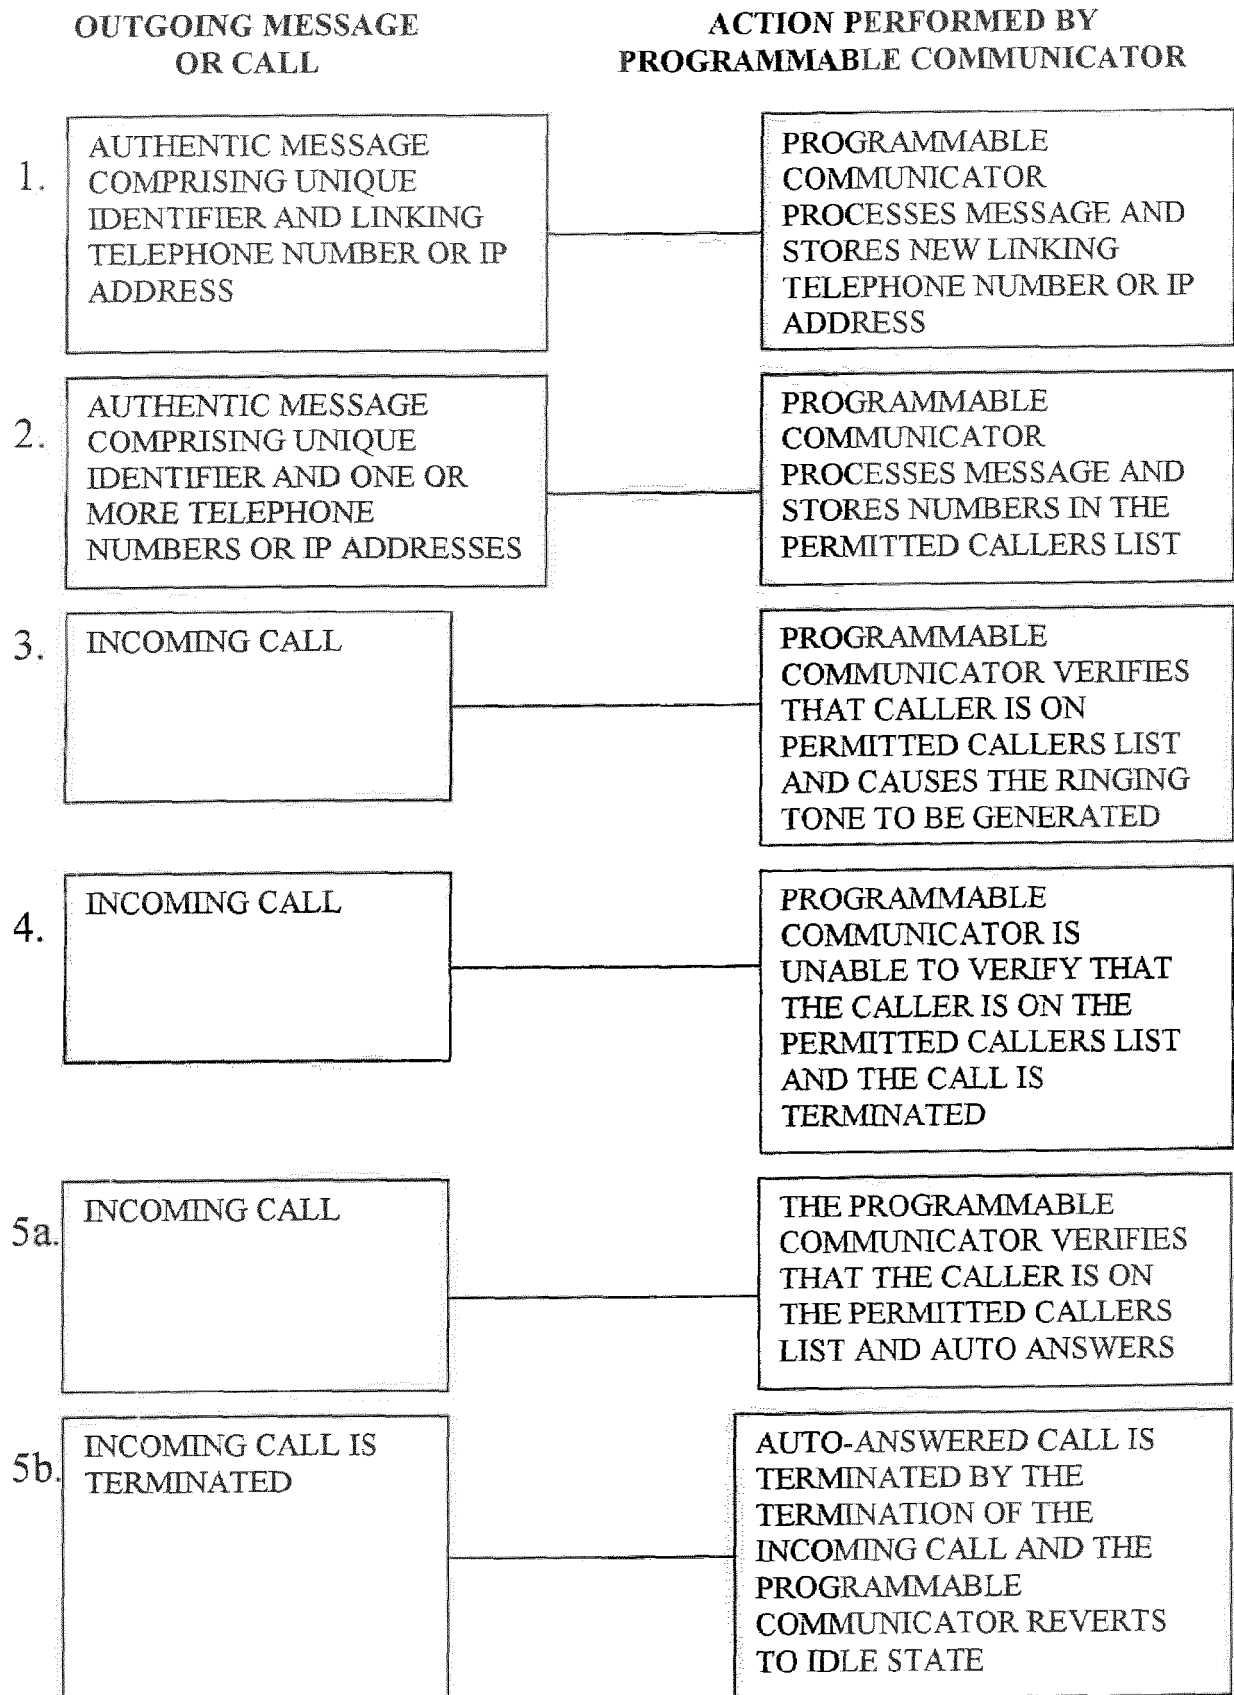 OUTGOING MESSAGE
OR CALL
ACTION PERFORMED BY
PROGRAMMABLE COMMUNICATOR
1.
AUTHENTIC MESSAGE
COMPRISING UNIQUE
IDENTIFIER AND LINKING
TELEPHONE NUMBER OR IP
ADDRESS
PROGRAMMABLE
COMMUNICATOR
PROCESSES MESSAGE AND
STORES NEW LINKING
TELEPHONE NUMBER OR IP
ADDRESS
2.
AUTHENTIC MESSAGE
COMPRISING UNIQUE
IDENTIFIER AND ONE OR
MORE TELEPHONE
NUMBERS OR IP ADDRESSES
PROGRAMMABLE
COMMUNICATOR
PROCESSES MESSAGE AND
STORES NUMBERS IN THE
PERMITTED CALLERS LIST
3.
INCOMING CALL
PROGRAMMABLE
COMMUNICATOR VERIFIES
THAT CALLER IS ON
PERMITTED CALLERS LIST
AND CAUSES THE RINGING
TONE TO BE GENERATED
4.
INCOMING CALL
PROGRAMMABLE
COMMUNICATOR IS
UNABLE TO VERIFY THAT
THE CALLER IS ON THE
PERMITTED CALLERS LIST
AND THE CALL IS
TERMINATED
5a.
INCOMING CALL
THE PROGRAMMABLE
COMMUNICATOR VERIFIES
THAT THE CALLER IS ON
THE PERMITTED CALLERS
LIST AND AUTO ANSWERS
5b.
INCOMING CALL IS
TERMINATED
AUTO-ANSWERED CALL IS
TERMINATED BY THE
TERMINATION OF THE
INCOMING CALL AND THE
PROGRAMMABLE
COMMUNICATOR REVERTS
TO IDLE STATE